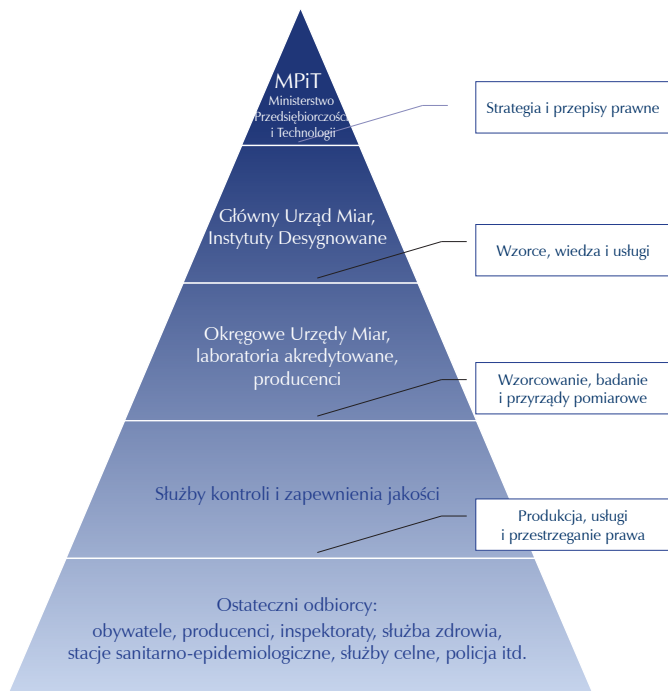 MPiT
Ministerstwo
Przedsiębiorczości
i Technologii
Strategia i przepisy prawne
Główny Urząd Miar,
Instytuty Desygnowane
Wzorce, wiedza i usługi
Okręgowe Urzędy Miar,
laboratoria akredytowane,
producenci
Wzorcowanie, badanie
i przyrządy pomiarowe
Służby kontroli i zapewnienia jakości
Produkcja, usługi
i przestrzeganie prawa
Ostateczni odbiorcy:
obywatele, producenci, inspektoraty, służba zdrowia,
stacje sanitarno-epidemiologiczne, służby celne, policja itd.